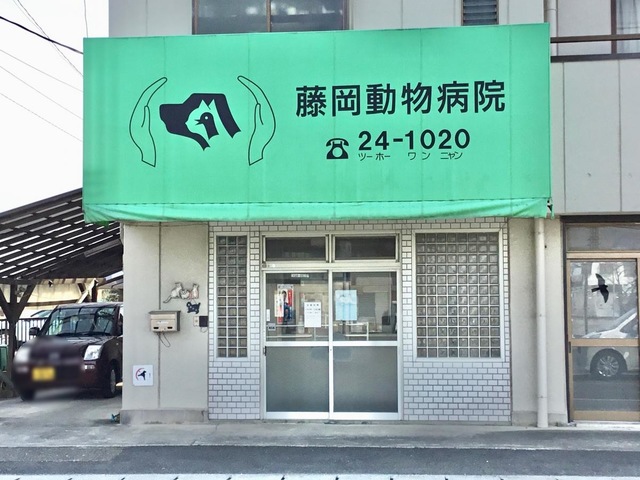 藤岡動物病院
☎ 24-1020
ツーホー ワン ニャン